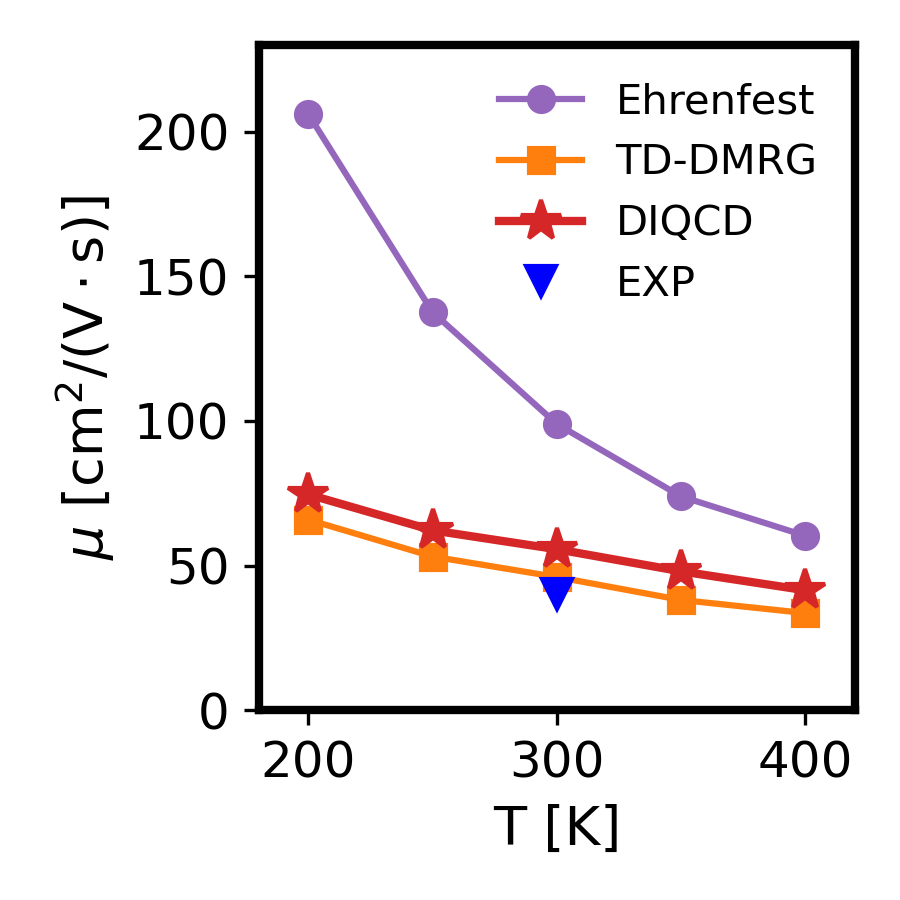 Ehrenfest
TD-DMRG
DIQCD
EXP
μ [cm²/(V · s)]
200
150
100
50
0
200 300 400
T [K]